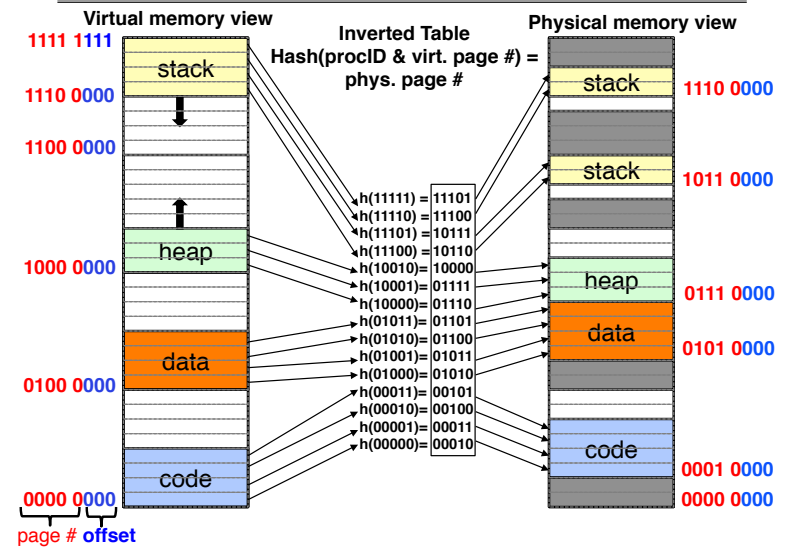 Virtual memory view
Inverted Table
Hash(procID & virt. page #) =
phys. page #
Physical memory view
1111 1111
stack
1110 0000
1100 0000
heap
1000 0000
data
0100 0000
code
0000 0000
page # offset
h(11111) = 11101
h(11110) = 11100
h(11101) = 10111
h(11100) = 10110
h(10010)= 10000
h(10001)= 01111
h(10000)= 01110
h(01011)= 01101
h(01010)= 01100
h(01001)= 01011
h(01000)= 01010
h(00011)= 00101
h(00010)= 00100
h(00001)= 00011
h(00000)= 00010
stack
1110 0000
stack
1011 0000
heap
0111 0000
data
0101 0000
code
0001 0000
0000 0000